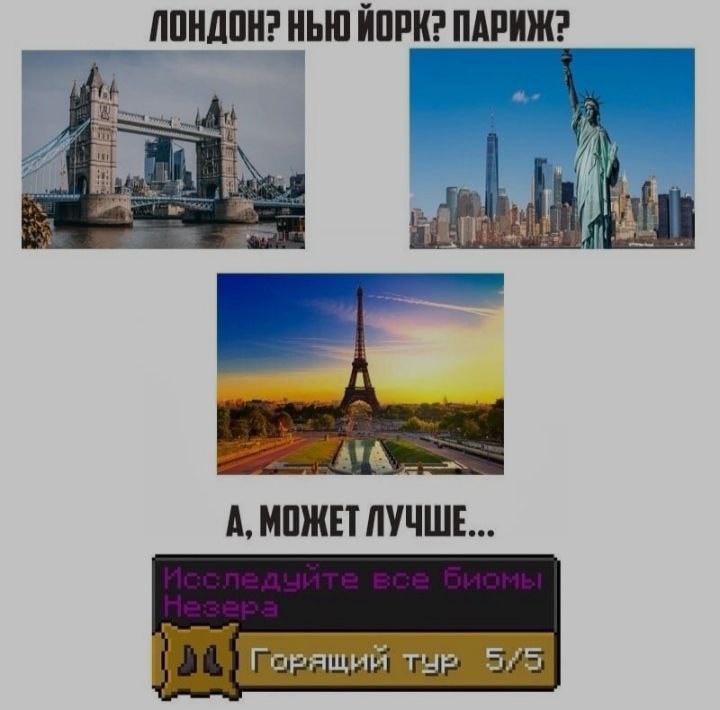 ЛОНДОН? НЬЮ ЙОРК? ПАРИЖ?
А, МОЖЕТ ЛУЧШЕ...
Исследуйте все биомы
Незера
Горящий тур 5/5